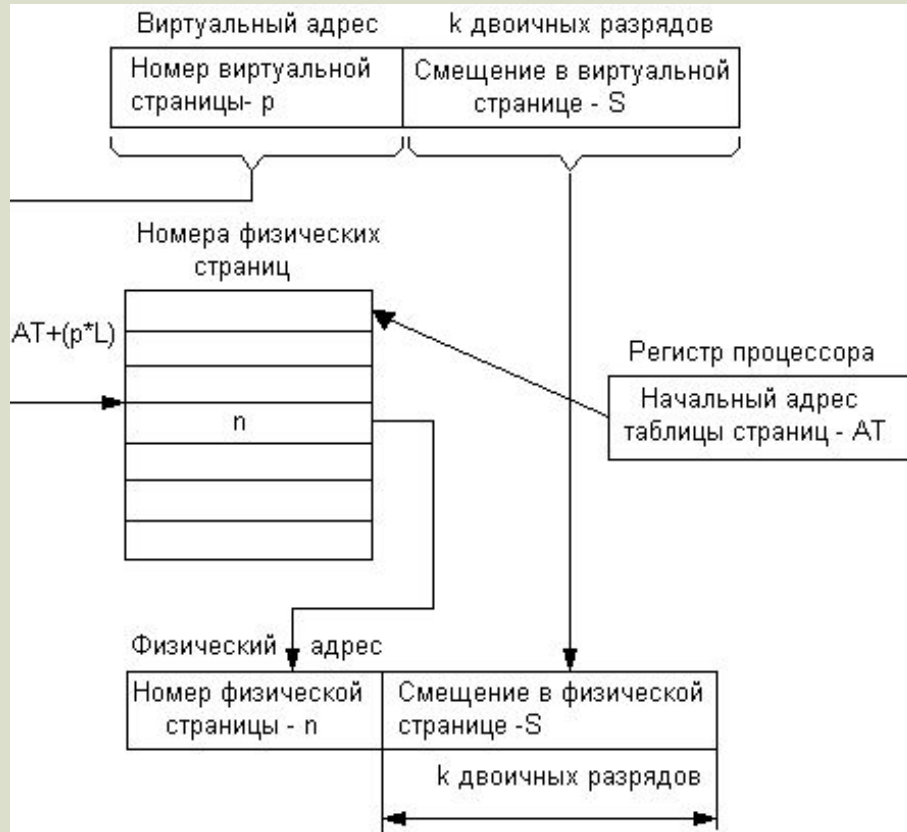 Виртуальный адрес
k двоичных разрядов
Номер виртуальной
страницы- p
Смещение в виртуальной
странице - S
Номера физических
страниц
AT+(p*L)
n
Регистр процессора
Начальный адрес
таблицы страниц - AT
Физический адрес
Номер физической
страницы - n
Смещение в физической
странице -S
k двоичных разрядов